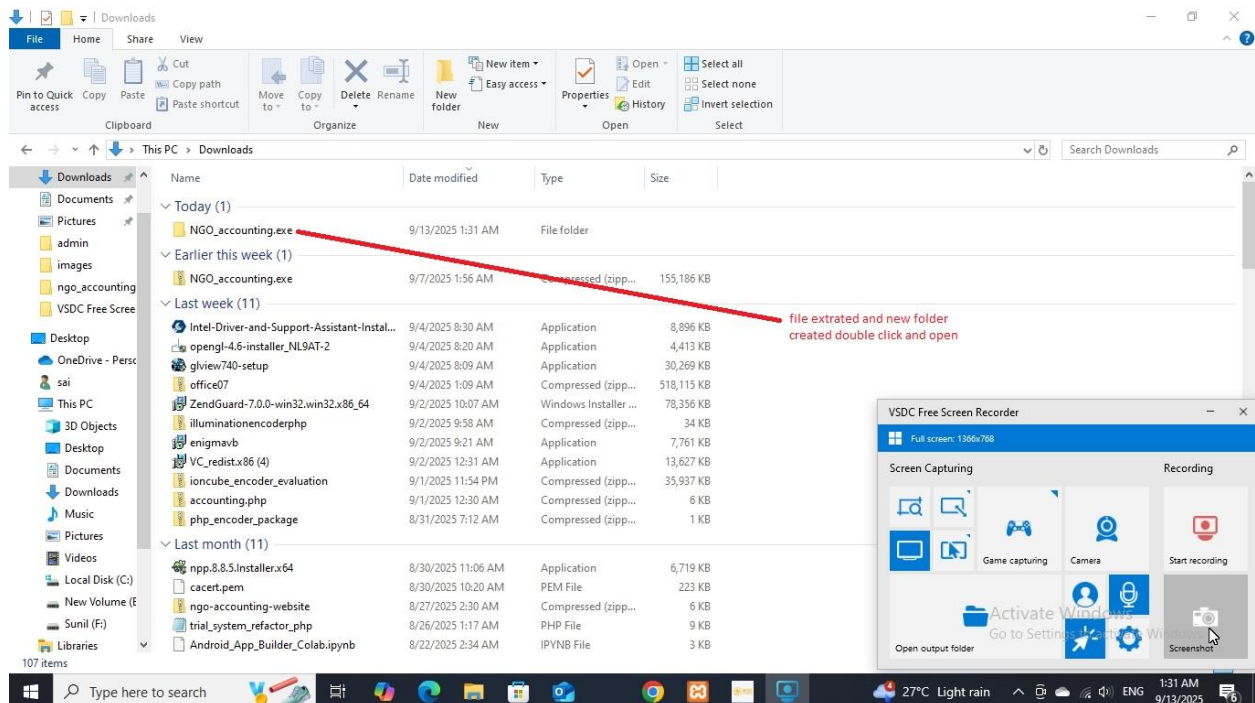 Downloads
File Home Share View
Pin to Quick access Copy Paste Cut Copy path Paste shortcut Move to Copy to Delete Rename New folder New item Easy access Properties Open Edit History Select all Select none Invert selection
Clipboard Organize New Open Select
This PC > Downloads Search Downloads
Downloads
Documents
Pictures
admin
images
ngo_accounting
VSDC Free Scree
Desktop
OneDrive - Perso
sai
This PC
3D Objects
Desktop
Documents
Downloads
Music
Pictures
Videos
Local Disk (C:)
New Volume (E
Sunil (F:)
Libraries
107 items
Name Date modified Type Size
Today (1)
NGO_accounting.exe 9/13/2025 1:31 AM File folder
Earlier this week (1)
NGO_accounting.exe 9/7/2025 1:56 AM Compressed (zipp... 155,186 KB
Last week (11)
Intel-Driver-and-Support-Assistant-Instal... 9/4/2025 8:30 AM Application 8,896 KB
opengl-4.6-installer_NL9AT-2 9/4/2025 8:20 AM Application 4,413 KB
glview740-setup 9/4/2025 8:09 AM Application 30,269 KB
office07 9/4/2025 1:09 AM Compressed (zipp... 518,115 KB
ZendGuard-7.0.0-win32.win32.x86_64 9/2/2025 10:07 AM Windows Installer ... 78,356 KB
illuminationencoderphp 9/2/2025 9:58 AM Compressed (zipp... 34 KB
enigmavb 9/2/2025 9:21 AM Application 7,761 KB
VC_redist.x86 (4) 9/2/2025 12:31 AM Application 13,627 KB
ioncube_encoder_evaluation 9/1/2025 11:54 PM Compressed (zipp... 35,937 KB
accounting.php 9/1/2025 12:30 AM Compressed (zipp... 6 KB
php_encoder_package 8/31/2025 7:12 AM Compressed (zipp... 1 KB
Last month (11)
npp.8.8.5.Installer.x64 8/30/2025 11:06 AM Application 6,719 KB
cacert.pem 8/30/2025 10:20 AM PEM File 223 KB
ngo-accounting-website 8/27/2025 2:30 AM Compressed (zipp... 6 KB
trial_system_refactor_php 8/26/2025 1:17 AM PHP File 9 KB
Android_App_Builder_Colab.ipynb 8/22/2025 2:34 AM IPYNB File 3 KB
file extrated and new folder
created double click and open
VSDC Free Screen Recorder
Full screen: 1366x768
Screen Capturing Recording
Game capturing Camera Start recording
Open output folder Screenshot
Activate Windows
Go to Settings to activate Windows.
Type here to search 27°C Light rain ENG 1:31 AM
9/13/2025